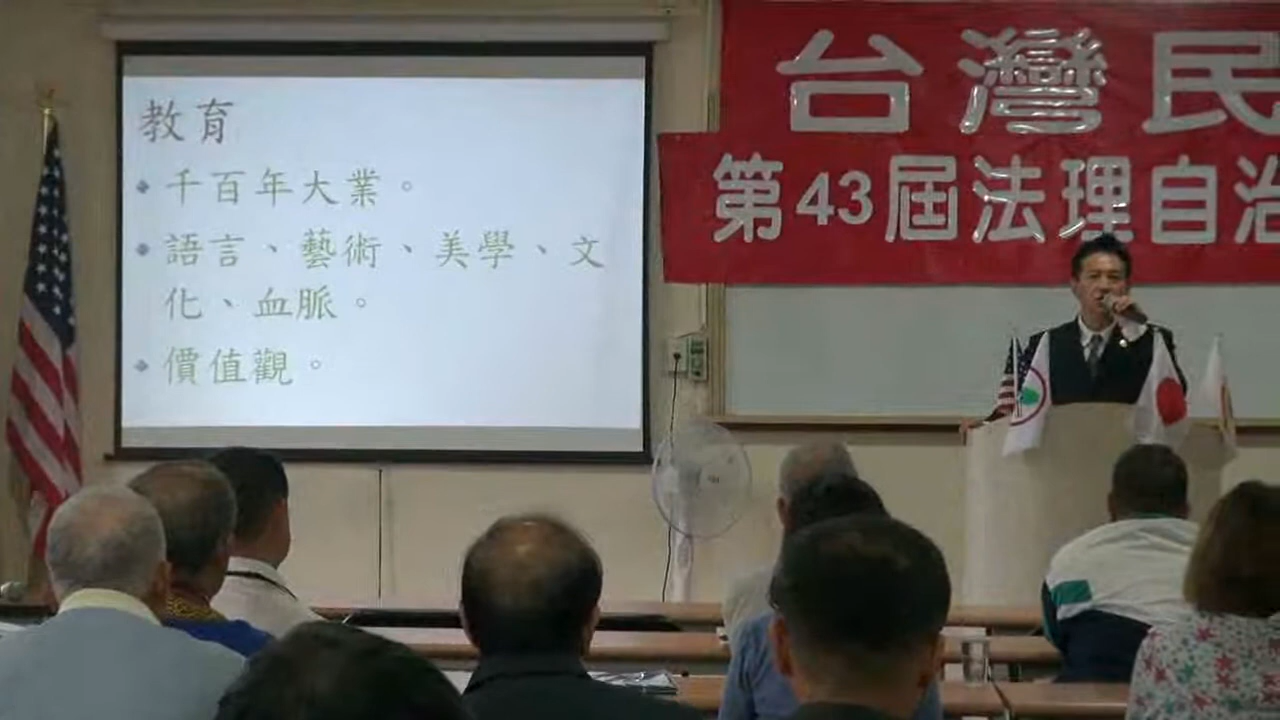 教育
千百年大業。
語言、藝術、美學、文
化、血脈。
價值觀。
台灣民
第43屆法理自治